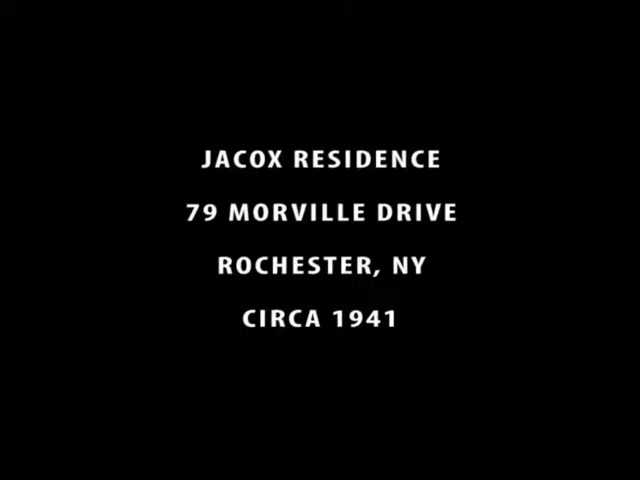 JACOX RESIDENCE
79 MORVILLE DRIVE
ROCHESTER, NY
CIRCA 1941